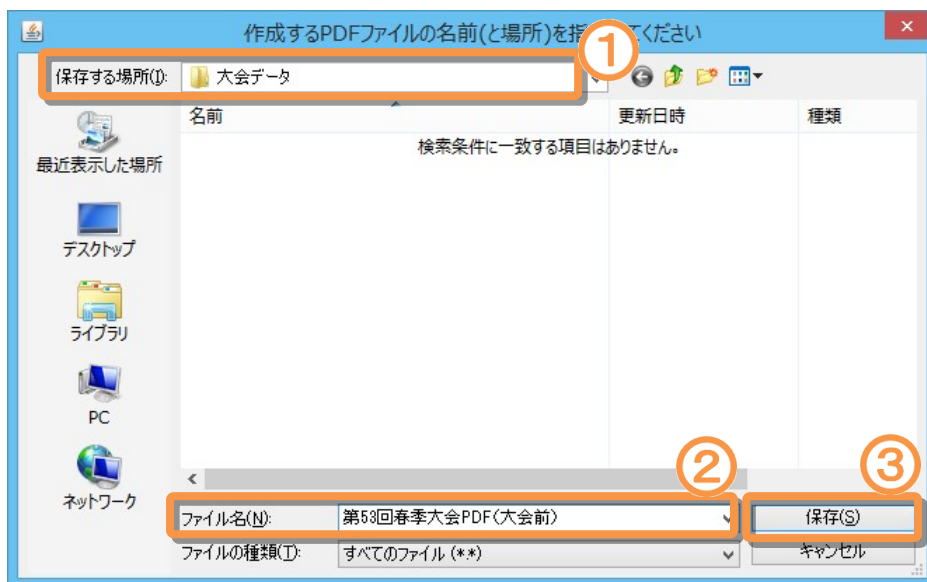 作成するPDFファイルの名前(と場所)を指 ください
①
保存する場所(I): 大会データ
名前 更新日時 種類
検索条件に一致する項目はありません。
最近表示した場所
デスクトップ
ライブラリ
PC
ネットワーク
②
③
ファイル名(N): 第53回春季大会PDF(大会前) 保存(S)
ファイルの種類(T): すべてのファイル (*.*) キャンセル